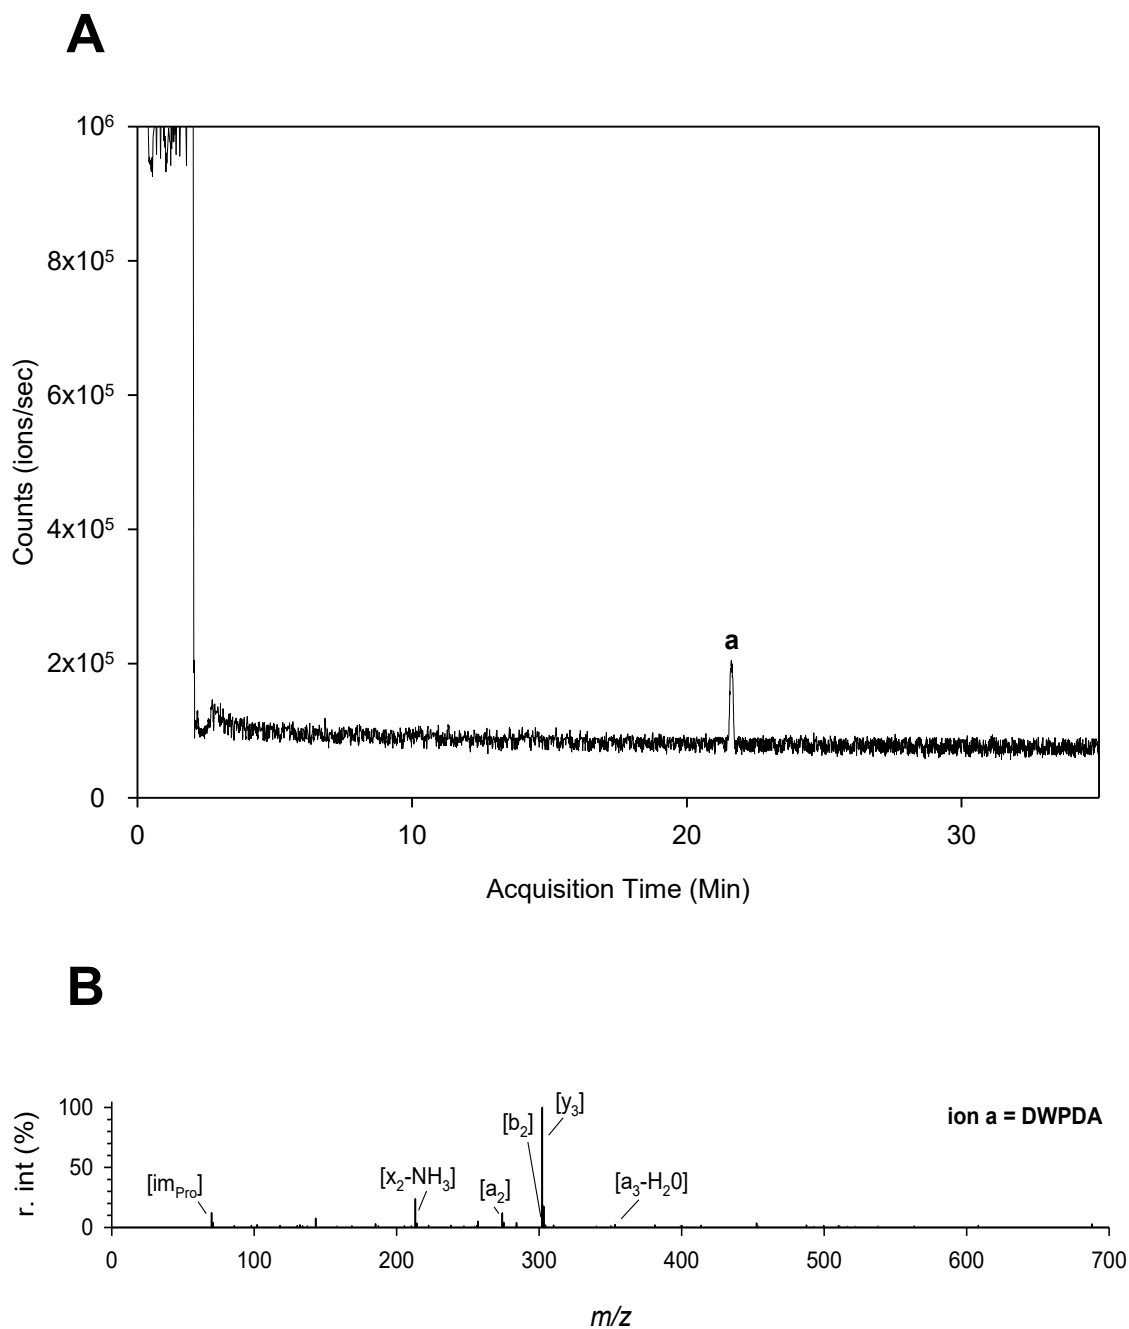 A
10⁶
8x10⁵
6x10⁵
4x10⁵
2x10⁵
0
Counts (ions/sec)
a
0 10 20 30
Acquisition Time (Min)
B
r. int (%)
100
50
0
[im_Pro]
[x₂-NH₃]
[a₂]
[b₂]
[y₃]
[a₃-H₂0]
ion a = DWPDA
0 100 200 300 400 500 600 700
m/z